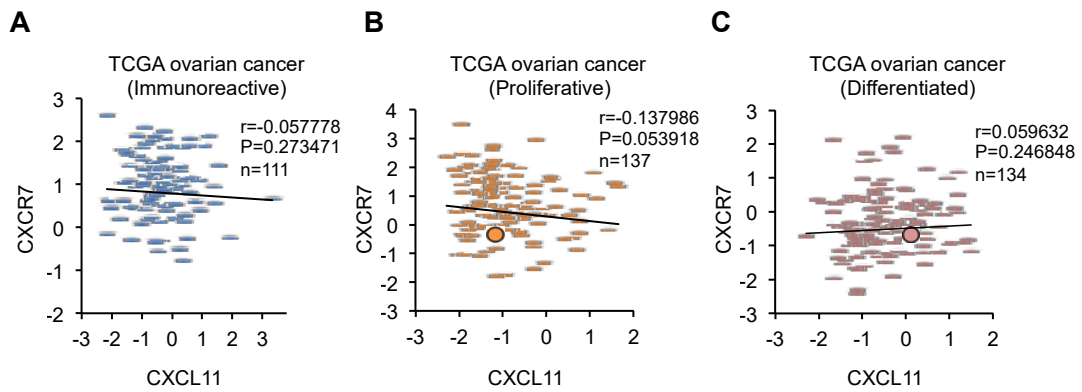 A
TCGA ovarian cancer
(Immunoreactive)
r=-0.057778
P=0.273471
n=111
3
2
1
0
-1
-2
CXCR7
-3 -2 -1 0 1 2 3
CXCL11
B
TCGA ovarian cancer
(Proliferative)
r=-0.137986
P=0.053918
n=137
4
3
2
1
0
-1
-2
-3
CXCR7
-3 -2 -1 0 1 2
CXCL11
C
TCGA ovarian cancer
(Differentiated)
r=0.059632
P=0.246848
n=134
3
2
1
0
-1
-2
-3
CXCR7
-3 -2 -1 0 1 2
CXCL11